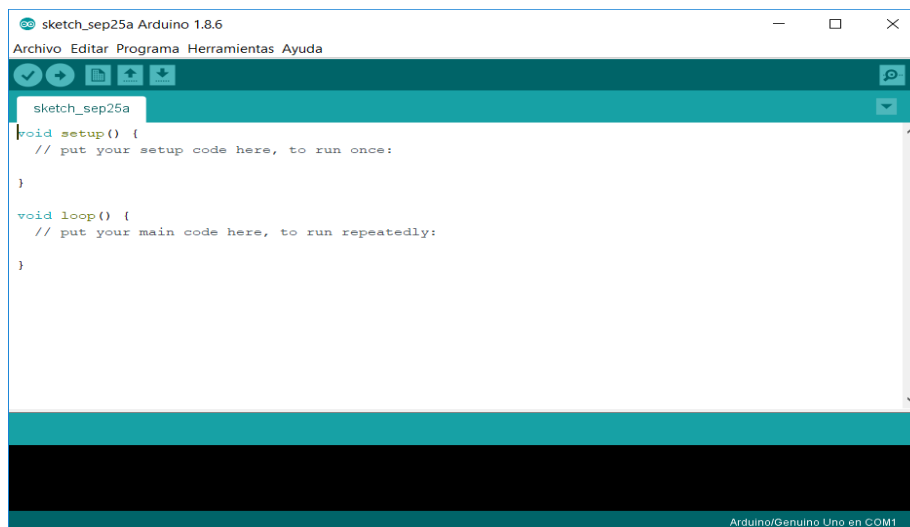 sketch_sep25a Arduino 1.8.6
Archivo Editar Programa Herramientas Ayuda
sketch_sep25a
void setup() {
  // put your setup code here, to run once:
}
void loop() {
  // put your main code here, to run repeatedly:
}
Arduino/Genuino Uno en COM1